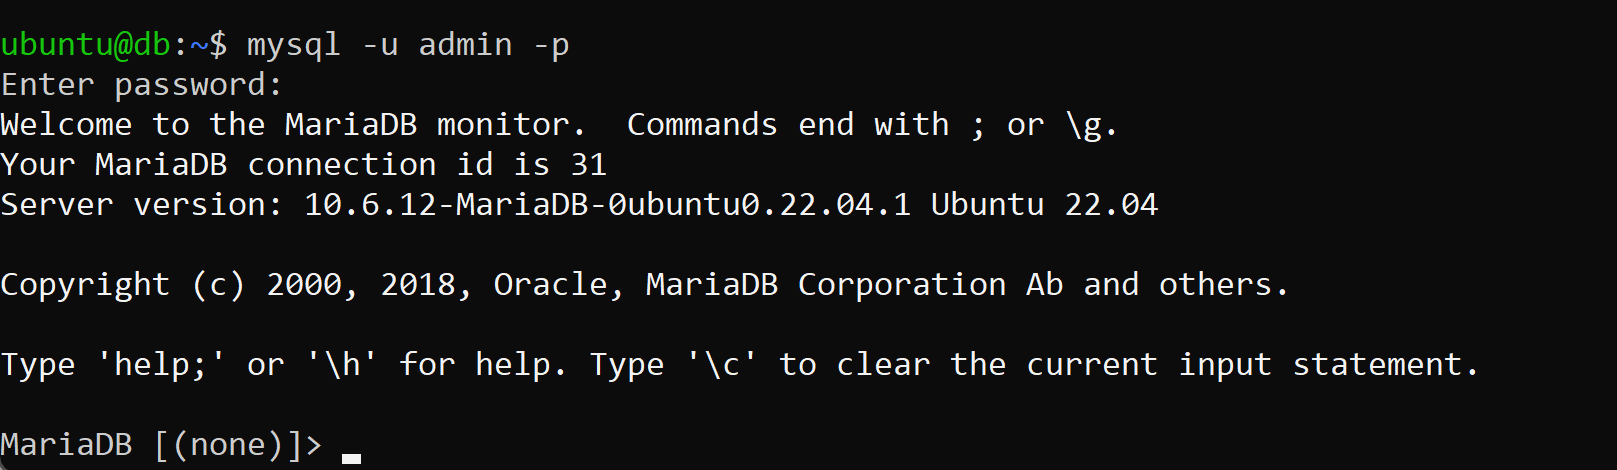 ubuntu@db:~$ mysql -u admin -p
Enter password:
Welcome to the MariaDB monitor.  Commands end with ; or \g.
Your MariaDB connection id is 31
Server version: 10.6.12-MariaDB-0ubuntu0.22.04.1 Ubuntu 22.04
Copyright (c) 2000, 2018, Oracle, MariaDB Corporation Ab and others.
Type 'help;' or '\h' for help. Type '\c' to clear the current input statement.
MariaDB [(none)]>